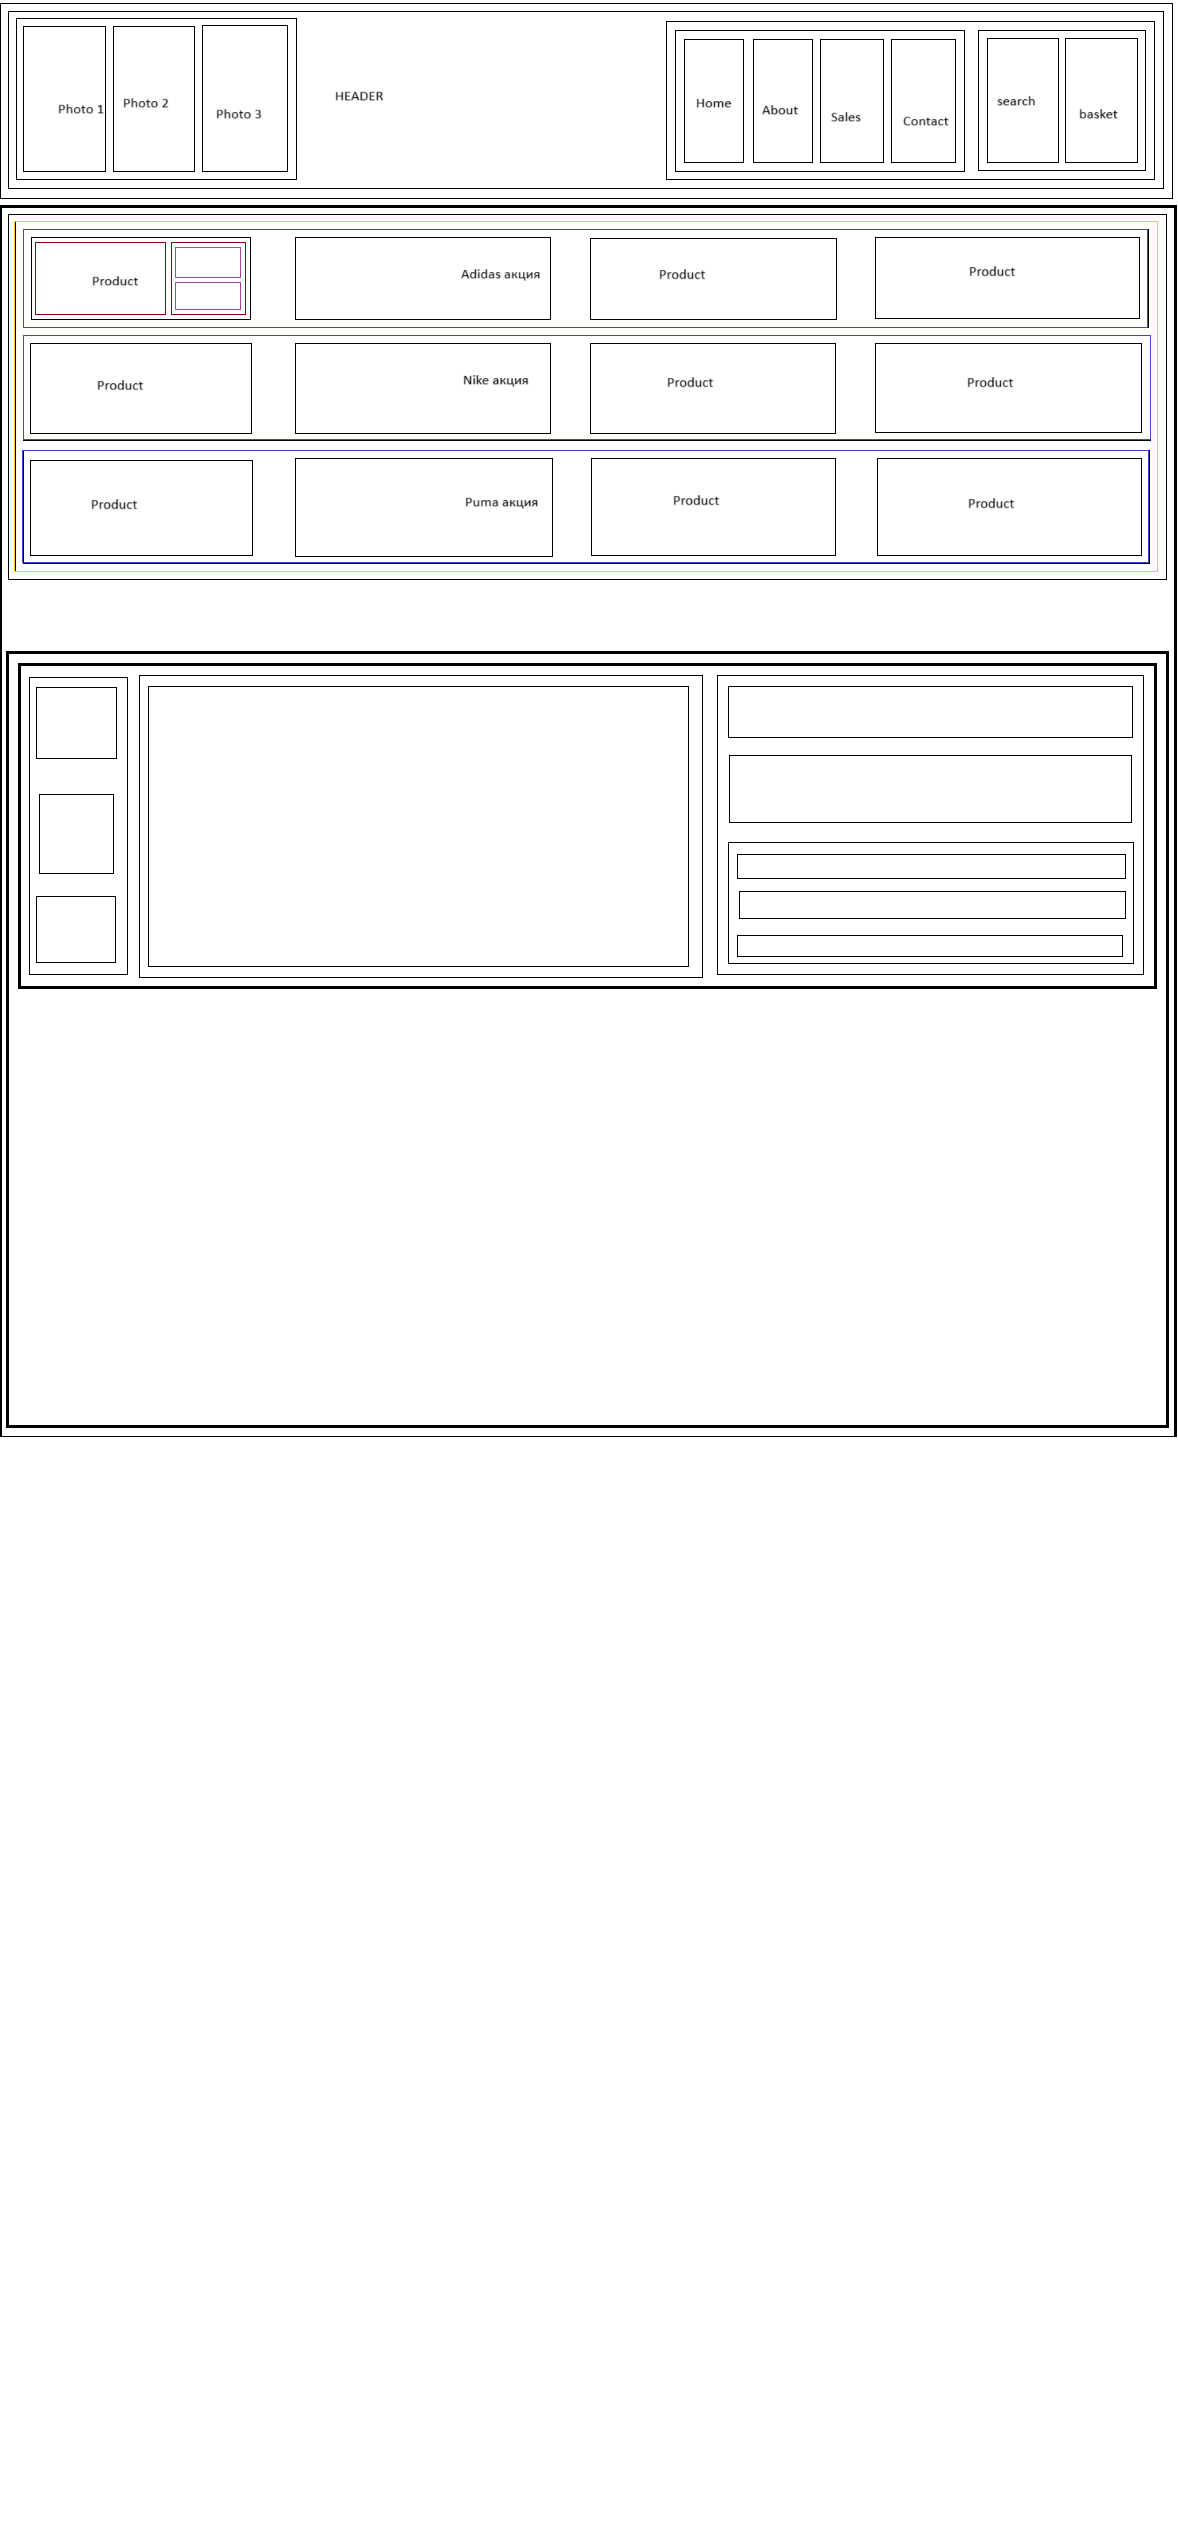 Photo 1
Photo 2
Photo 3
HEADER
Home
About
Sales
Contact
search
basket
Product
Adidas акция
Product
Product
Product
Nike акция
Product
Product
Product
Puma акция
Product
Product